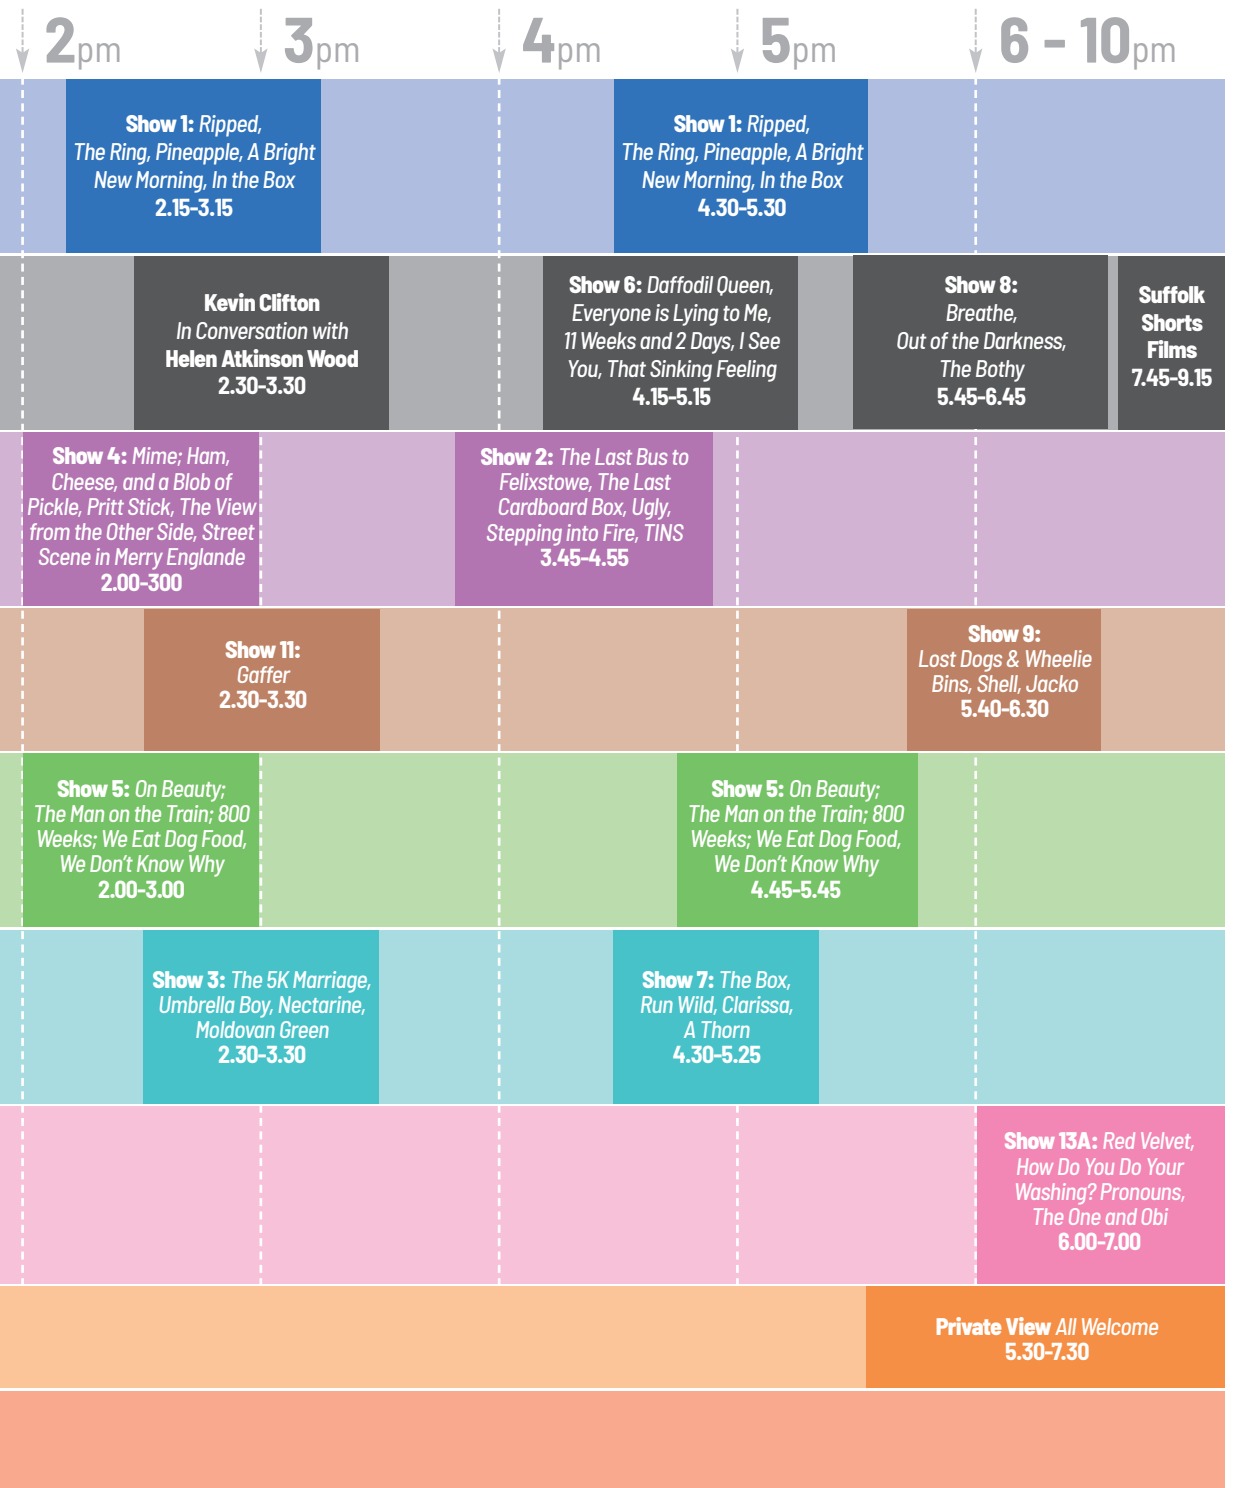 2pm
3pm
4pm
5pm
6 - 10pm
Show 1: Ripped,
The Ring, Pineapple, A Bright
New Morning, In the Box
2.15-3.15
Show 1: Ripped,
The Ring, Pineapple, A Bright
New Morning, In the Box
4.30-5.30
Kevin Clifton
In Conversation with
Helen Atkinson Wood
2.30-3.30
Show 6: Daffodil Queen,
Everyone is Lying to Me,
11 Weeks and 2 Days, I See
You, That Sinking Feeling
4.15-5.15
Show 8:
Breathe,
Out of the Darkness,
The Bothy
5.45-6.45
Suffolk
Shorts
Films
7.45-9.15
Show 4: Mime; Ham,
Cheese, and a Blob of
Pickle, Pritt Stick, The View
from the Other Side, Street
Scene in Merry Englande
2.00-300
Show 2: The Last Bus to
Felixstowe, The Last
Cardboard Box, Ugly,
Stepping into Fire, TINS
3.45-4.55
Show 11:
Gaffer
2.30-3.30
Show 9:
Lost Dogs & Wheelie
Bins, Shell, Jacko
5.40-6.30
Show 5: On Beauty;
The Man on the Train; 800
Weeks; We Eat Dog Food,
We Don't Know Why
2.00-3.00
Show 5: On Beauty;
The Man on the Train; 800
Weeks; We Eat Dog Food,
We Don't Know Why
4.45-5.45
Show 3: The 5K Marriage,
Umbrella Boy, Nectarine,
Moldovan Green
2.30-3.30
Show 7: The Box,
Run Wild, Clarissa,
A Thorn
4.30-5.25
Show 13A: Red Velvet,
How Do You Do Your
Washing? Pronouns,
The One and Obi
6.00-7.00
Private View All Welcome
5.30-7.30